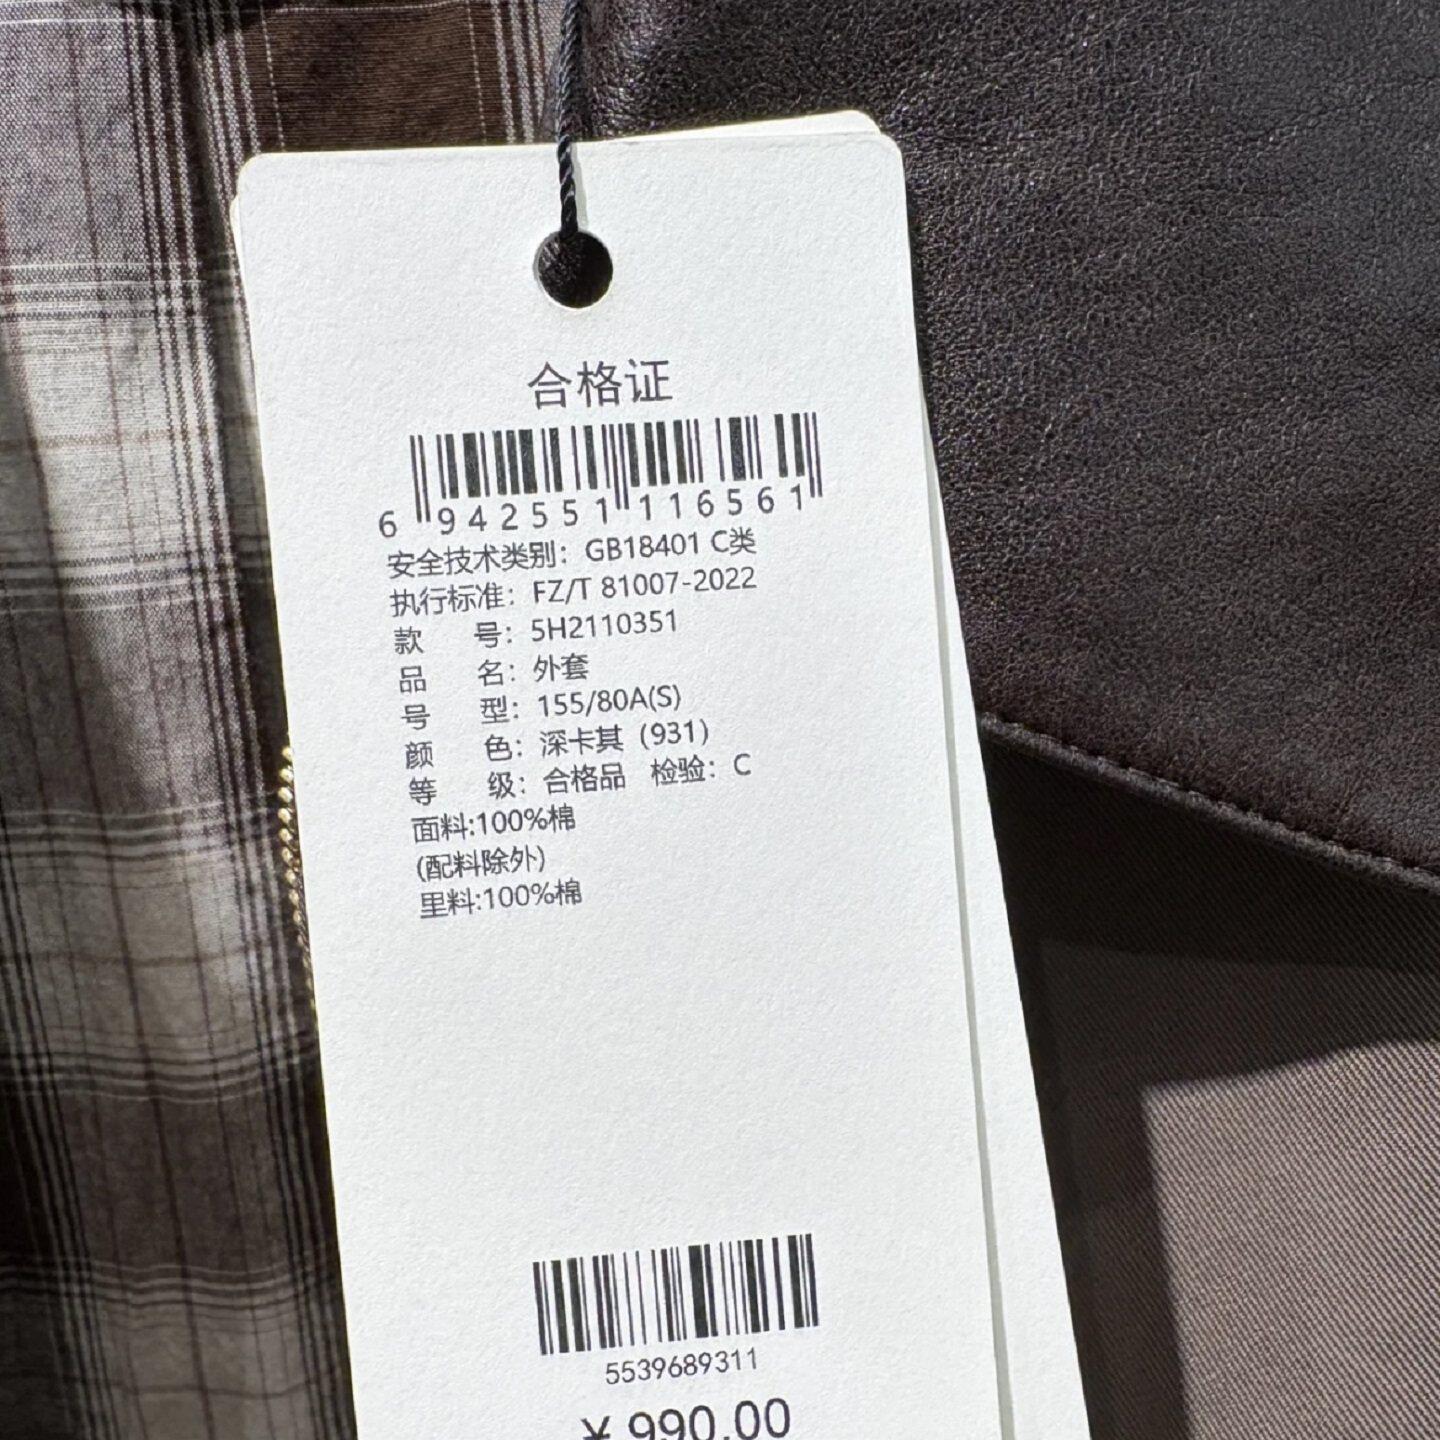 合格证
6 942551 116561
安全技术类别：GB18401 C类
执行标准：FZ/T 81007-2022
款 号：5H2110351
品 名：外套
号 型：155/80A(S)
颜 色：深卡其（931）
等 级：合格品 检验：C
面料:100%棉
(配料除外)
里料:100%棉
5539689311
¥ 990.00